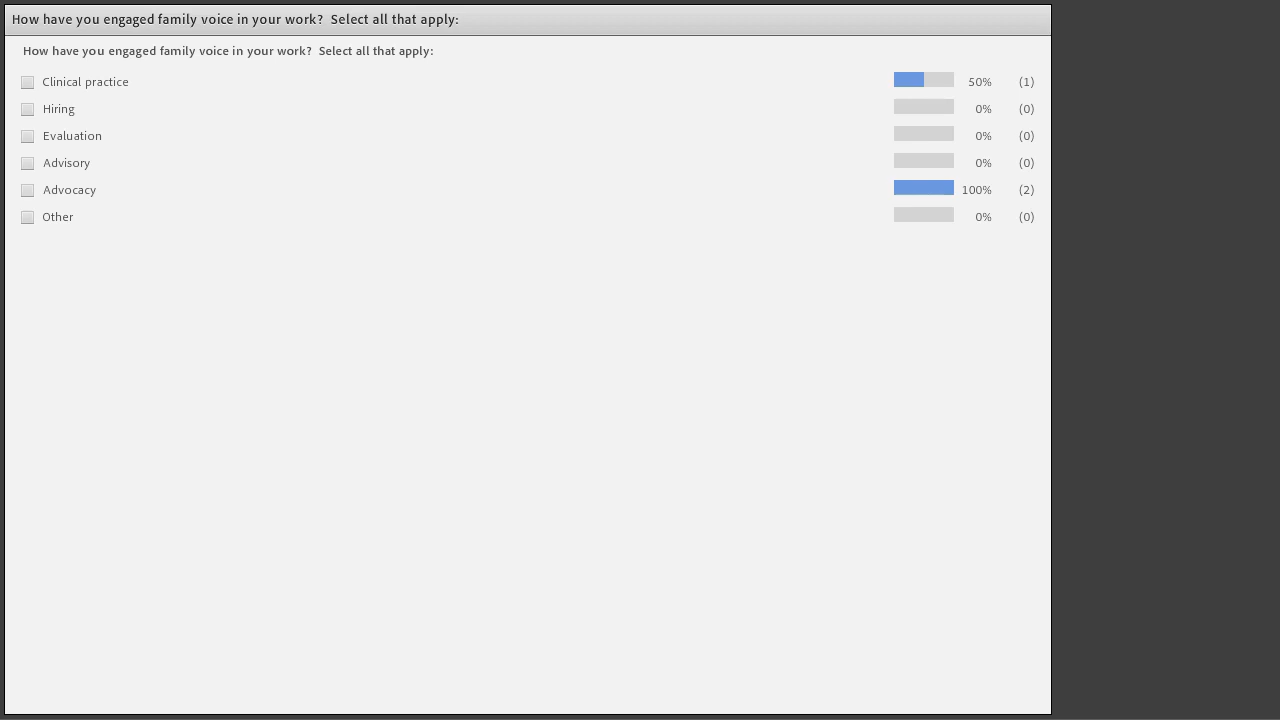 How have you engaged family voice in your work?  Select all that apply:
How have you engaged family voice in your work?  Select all that apply:
Clinical practice 50% (1)
Hiring 0% (0)
Evaluation 0% (0)
Advisory 0% (0)
Advocacy 100% (2)
Other 0% (0)